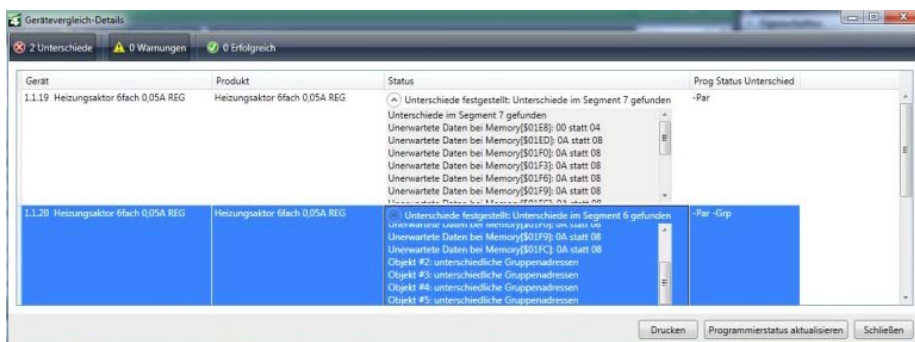 Gerätevergleich-Details
2 Unterschiede
0 Warnungen
0 Erfolgreich
Gerät
Produkt
Status
Prog Status Unterschied
1.1.19 Heizungsaktor 6fach 0,05A REG
Heizungsaktor 6fach 0,05A REG
Unterschiede festgestellt: Unterschiede im Segment 7 gefunden
-Par
Unterschiede im Segment 7 gefunden
Unerwartete Daten bei Memory[$01E8]: 00 statt 04
Unerwartete Daten bei Memory[$01ED]: 0A statt 08
Unerwartete Daten bei Memory[$01F0]: 0A statt 08
Unerwartete Daten bei Memory[$01F3]: 0A statt 08
Unerwartete Daten bei Memory[$01F6]: 0A statt 08
Unerwartete Daten bei Memory[$01F9]: 0A statt 08
1.1.20 Heizungsaktor 6fach 0,05A REG
Heizungsaktor 6fach 0,05A REG
Unterschiede festgestellt: Unterschiede im Segment 6 gefunden
-Par -Grp
Unerwartete Daten bei Memory[$01F9]: 0A statt 08
Unerwartete Daten bei Memory[$01FC]: 0A statt 08
Objekt #2: unterschiedliche Gruppenadressen
Objekt #3: unterschiedliche Gruppenadressen
Objekt #4: unterschiedliche Gruppenadressen
Objekt #5: unterschiedliche Gruppenadressen
Drucken
Programmierstatus aktualisieren
Schließen